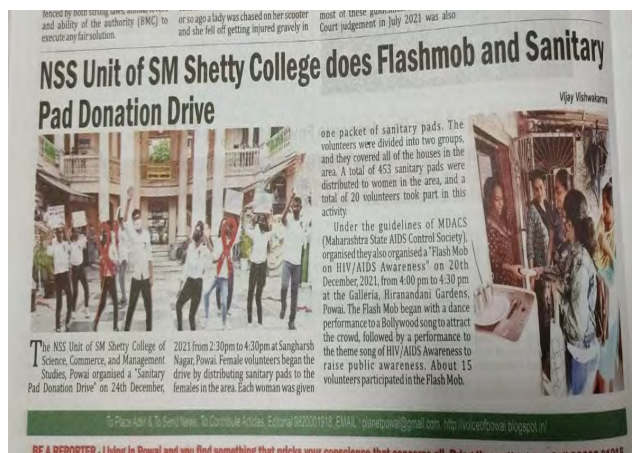 fenced by both strong laws,
and ability of the authority (BMC) to
execute any fair solution.
or so ago a lady was chased on her scooter
and she fell off getting injured gravely in
most of these
Court judgement in July 2021 was also
NSS Unit of SM Shetty College does Flashmob and Sanitary
Pad Donation Drive
Vijay Vishwakarma
The NSS Unit of SM Shetty College of
Science, Commerce, and Management
Studies, Powai organised a "Sanitary
Pad Donation Drive" on 24th December,
2021 from 2:30pm to 4:30pm at Sangharsh
Nagar, Powai. Female volunteers began the
drive by distributing sanitary pads to the
females in the area. Each woman was given
one packet of sanitary pads. The
volunteers were divided into two groups,
and they covered all of the houses in the
area. A total of 453 sanitary pads were
distributed to women in the area, and a
total of 20 volunteers took part in this
activity.
Under the guidelines of MDACS
(Maharashtra State AIDS Control Society),
organised they also organised a "Flash Mob
on HIV/AIDS Awareness" on 20th
December, 2021, from 4:00 pm to 4:30 pm
at the Galleria, Hiranandani Gardens,
Powai. The Flash Mob began with a dance
performance to a Bollywood song to attract
the crowd, followed by a performance to
the theme song of HIV/AIDS Awareness to
raise public awareness. About 15
volunteers participated in the Flash Mob.
To Place Advt & To Send News, To Contribute Articles, Editorial 9820001918, EMAIL : planetpowai@gmail.com, http://voiceofpowai.blogspot.in/
BE A REPORTER - Living in Powai and you find something that pricks your conscience that concerns all.